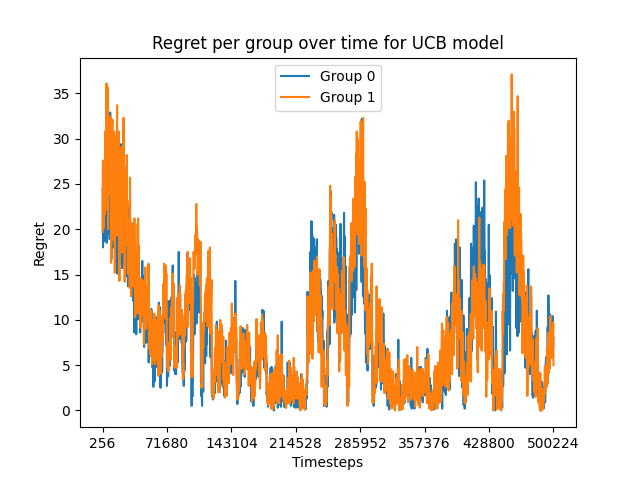 Regret per group over time for UCB model
Group 0
Group 1
35
30
25
20
15
10
5
0
Regret
256 71680 143104 214528 285952 357376 428800 500224
Timesteps